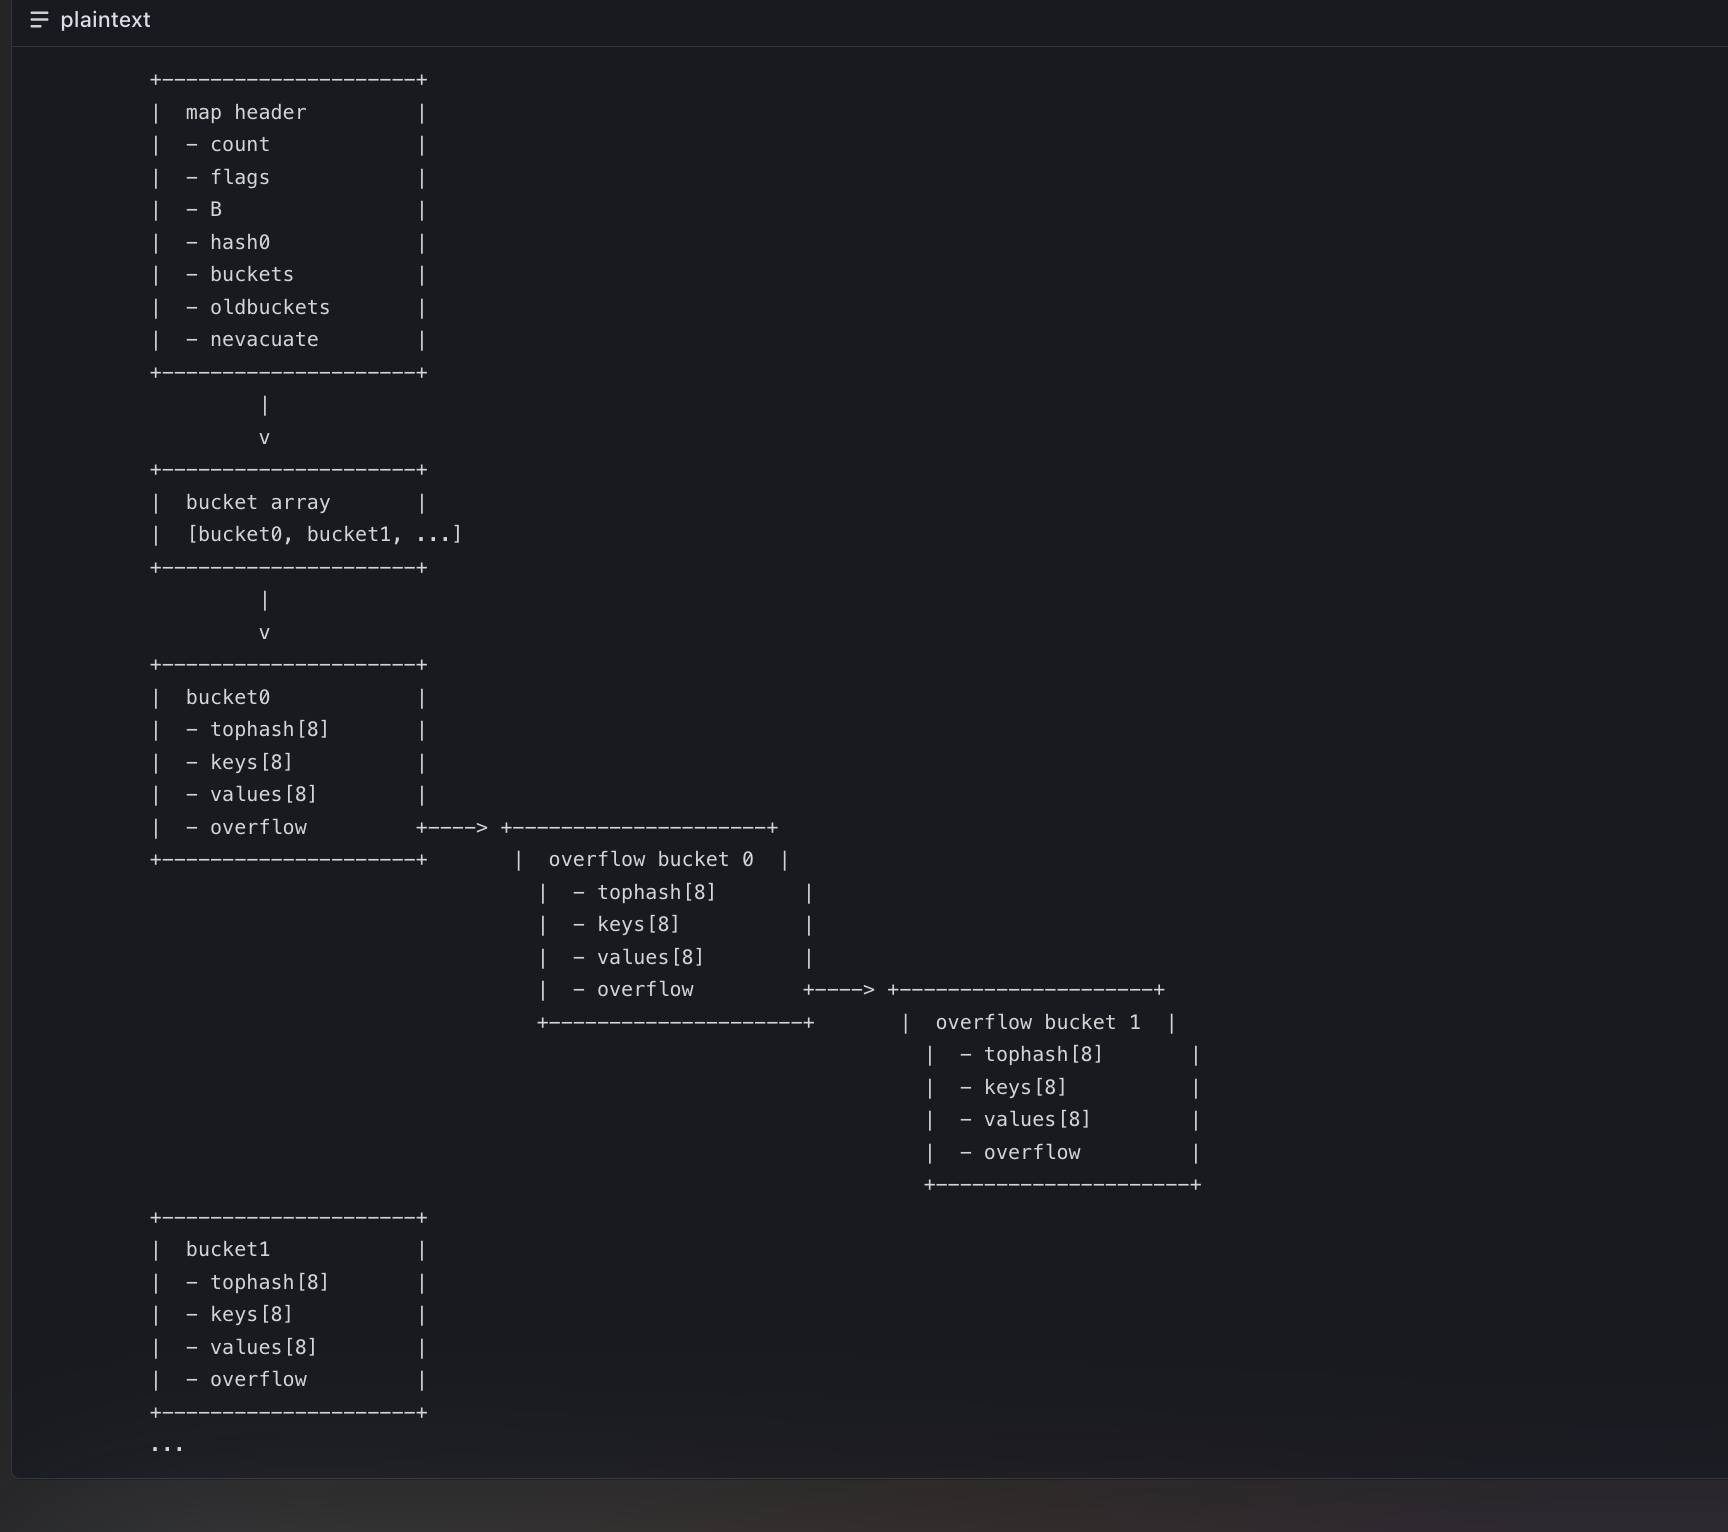 plaintext
+---------------------+
|  map header         |
|  - count            |
|  - flags            |
|  - B                |
|  - hash0            |
|  - buckets          |
|  - oldbuckets       |
|  - nevacuate        |
+---------------------+
         |
         v
+---------------------+
|  bucket array       |
|  [bucket0, bucket1, ...]
+---------------------+
         |
         v
+---------------------+
|  bucket0            |
|  - tophash[8]       |
|  - keys[8]          |
|  - values[8]        |
|  - overflow         +----> +---------------------+
+---------------------+       |  overflow bucket 0  |
                                |  - tophash[8]       |
                                |  - keys[8]          |
                                |  - values[8]        |
                                |  - overflow         +----> +---------------------+
                                +---------------------+       |  overflow bucket 1  |
                                                                |  - tophash[8]       |
                                                                |  - keys[8]          |
                                                                |  - values[8]        |
                                                                |  - overflow         |
                                                                +---------------------+
+---------------------+
|  bucket1            |
|  - tophash[8]       |
|  - keys[8]          |
|  - values[8]        |
|  - overflow         |
+---------------------+
...